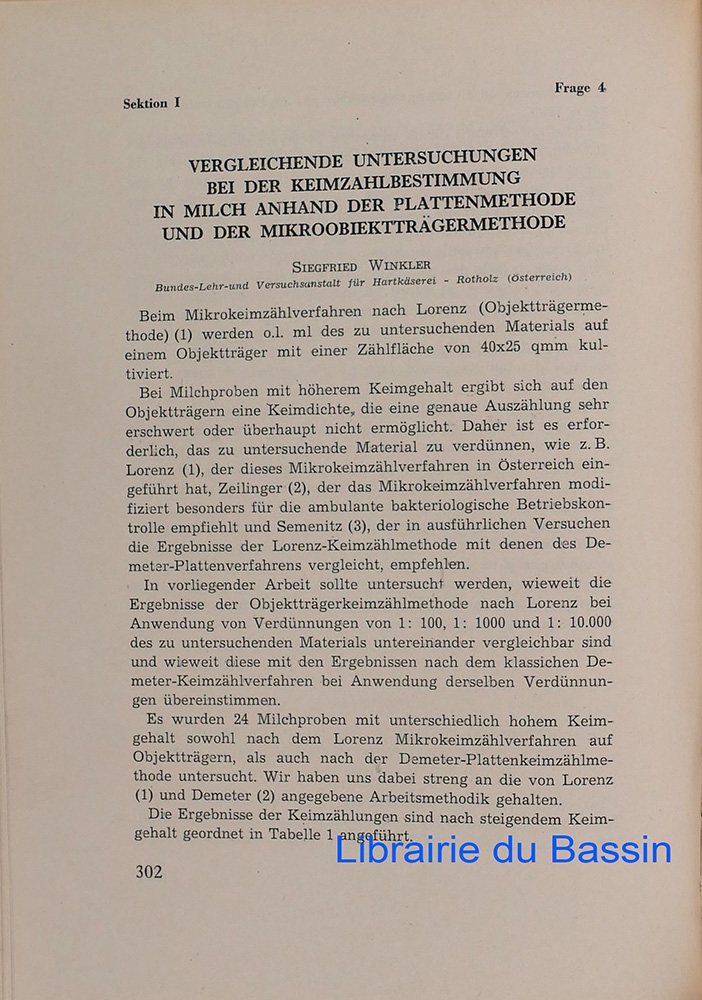 Frage 4
Sektion I
VERGLEICHENDE UNTERSUCHUNGEN
BEI DER KEIMZAHLBESTIMMUNG
IN MILCH ANHAND DER PLATTENMETHODE
UND DER MIKROOBIEKTTRÄGERMETHODE
SIEGFRIED WINKLER
Bundes-Lehr-und Versuchsanstalt für Hartkäserei - Rotholz (Österreich)
Beim Mikrokeimzählverfahren nach Lorenz (Objektträgerme-
thode) (1) werden o.l. ml des zu untersuchenden Materials auf
einem Objektträger mit einer Zählfläche von 40x25 qmm kul-
tiviert.
Bei Milchproben mit höherem Keimgehalt ergibt sich auf den
Objektträgern eine Keimdichte, die eine genaue Auszählung sehr
erschwert oder überhaupt nicht ermöglicht. Daher ist es erfor-
derlich, das zu untersuchende Material zu verdünnen, wie z. B.
Lorenz (1), der dieses Mikrokeimzählverfahren in Österreich ein-
geführt hat, Zeilinger (2), der das Mikrokeimzählverfahren modi-
fiziert besonders für die ambulante bakteriologische Betriebskon-
trolle empfiehlt und Semenitz (3), der in ausführlichen Versuchen
die Ergebnisse der Lorenz-Keimzählmethode mit denen des De-
meter-Plattenverfahrens vergleicht, empfehlen.
In vorliegender Arbeit sollte untersucht werden, wieweit die
Ergebnisse der Objektträgerkeimzählmethode nach Lorenz bei
Anwendung von Verdünnungen von 1: 100, 1: 1000 und 1: 10.000
des zu untersuchenden Materials untereinander vergleichbar sind
und wieweit diese mit den Ergebnissen nach dem klassichen De-
meter-Keimzählverfahren bei Anwendung derselben Verdünnun-
gen übereinstimmen.
Es wurden 24 Milchproben mit unterschiedlich hohem Keim-
gehalt sowohl nach dem Lorenz Mikrokeimzählverfahren auf
Objektträgern, als auch nach der Demeter-Plattenkeimzählme-
thode untersucht. Wir haben uns dabei streng an die von Lorenz
(1) und Demeter (2) angegebene Arbeitsmethodik gehalten.
Die Ergebnisse der Keimzählungen sind nach steigendem Keim-
gehalt geordnet in Tabelle 1 angeführt.
Librairie du Bassin
302